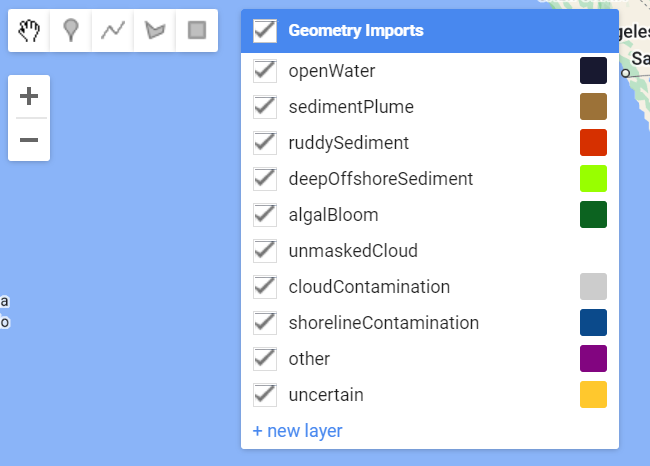 Geometry Imports
openWater
sedimentPlume
ruddySediment
deepOffshoreSediment
algalBloom
unmaskedCloud
cloudContamination
shorelineContamination
other
uncertain
+ new layer
geles
Sa
a
o